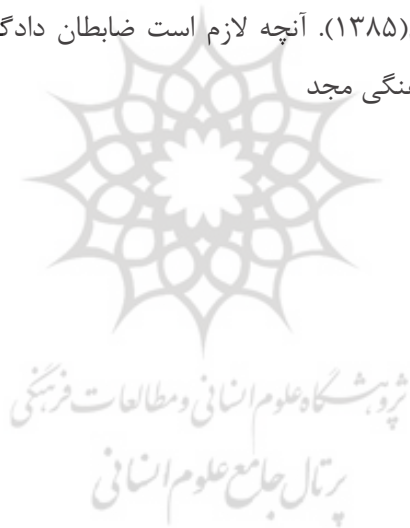 (۱۳۸۵). آنچه لازم است ضابطان دادگ
نگی مجد
پژوهشگاه علوم انسانی و مطالعات فرهنگی
پرتال جامع علوم انسانی